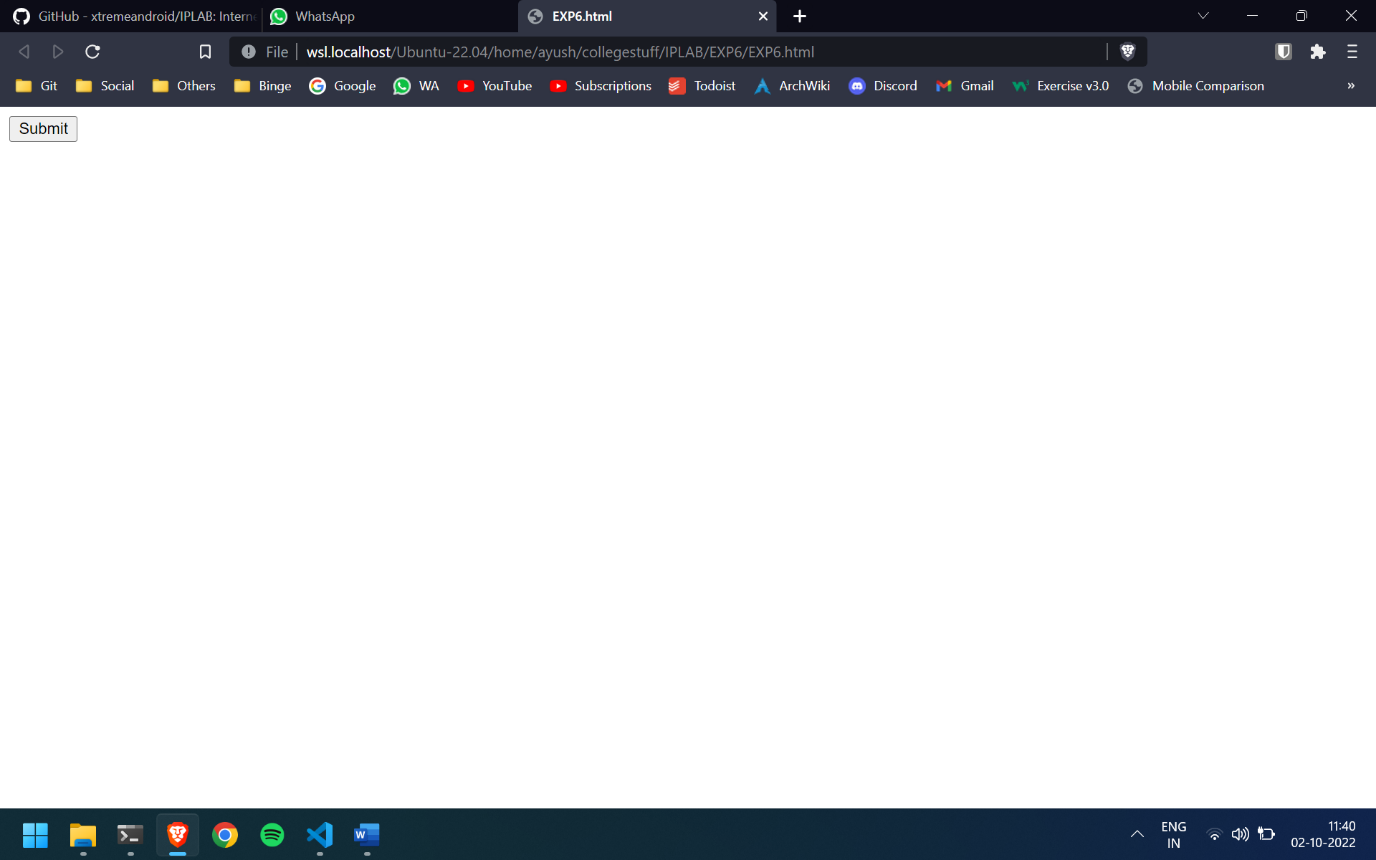 GitHub - xtremeandroid/IPLAB: Intern
WhatsApp
EXP6.html
File
wsl.localhost/Ubuntu-22.04/home/ayush/collegestuff/IPLAB/EXP6/EXP6.html
Git
Social
Others
Binge
Google
WA
YouTube
Subscriptions
Todoist
ArchWiki
Discord
Gmail
Exercise v3.0
Mobile Comparison
»
Submit
ENG
IN
11:40
02-10-2022